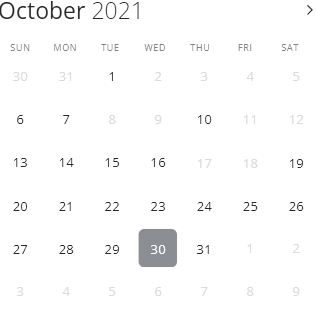 October 2021
SUN MON TUE WED THU FRI SAT
30 31 1 2 3 4 5
6 7 8 9 10 11 12
13 14 15 16 17 18 19
20 21 22 23 24 25 26
27 28 29 30 31 1 2
3 4 5 6 7 8 9